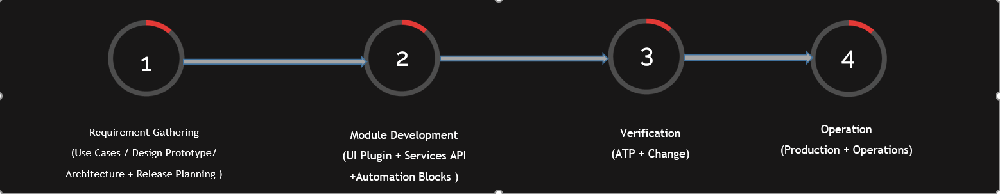 1
2
3
4
Requirement Gathering
(Use Cases / Design Prototype/
Architecture + Release Planning )
Module Development
(UI Plugin + Services API
+Automation Blocks )
Verification
(ATP + Change)
Operation
(Production + Operations)